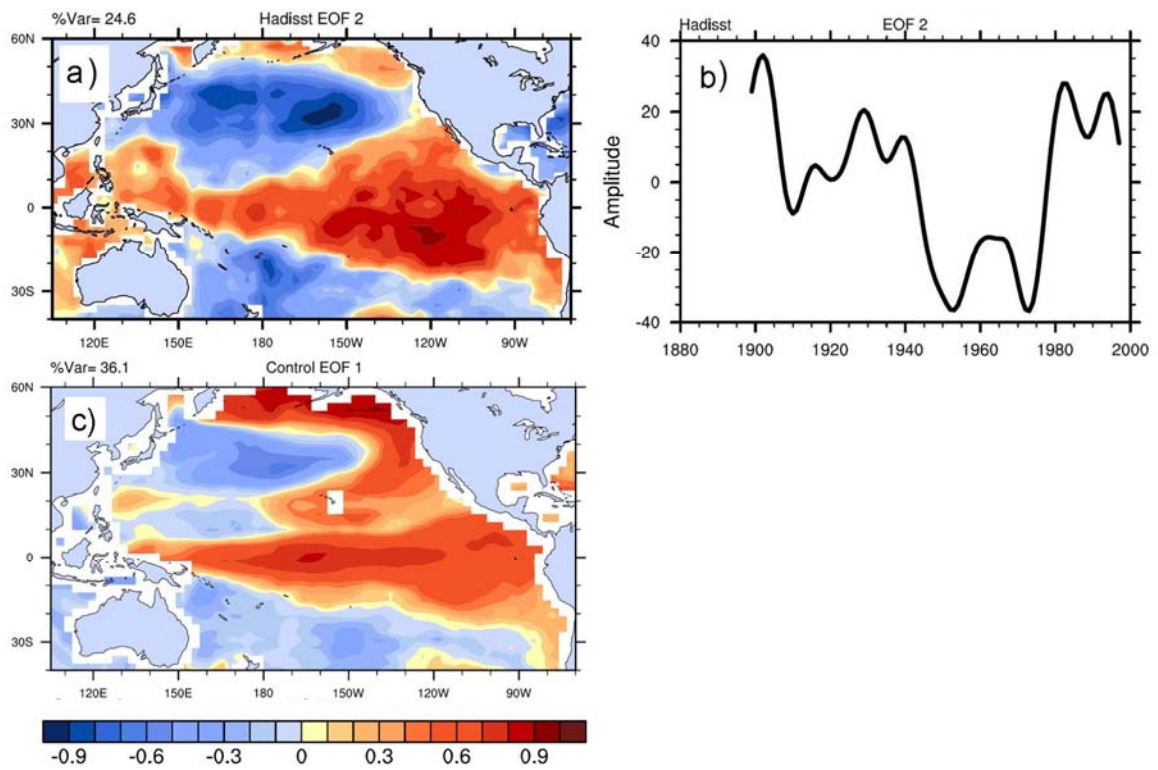 %Var= 24.6 Hadisst EOF 2
60N
a)
30N
0
30S
120E 150E 180 150W 120W 90W
Hadisst EOF 2
40
b)
20
0
-20
-40
Amplitude
1880 1900 1920 1940 1960 1980 2000
%Var= 36.1 Control EOF 1
60N
c)
30N
0
30S
120E 150E 180 150W 120W 90W
-0.9 -0.6 -0.3 0 0.3 0.6 0.9